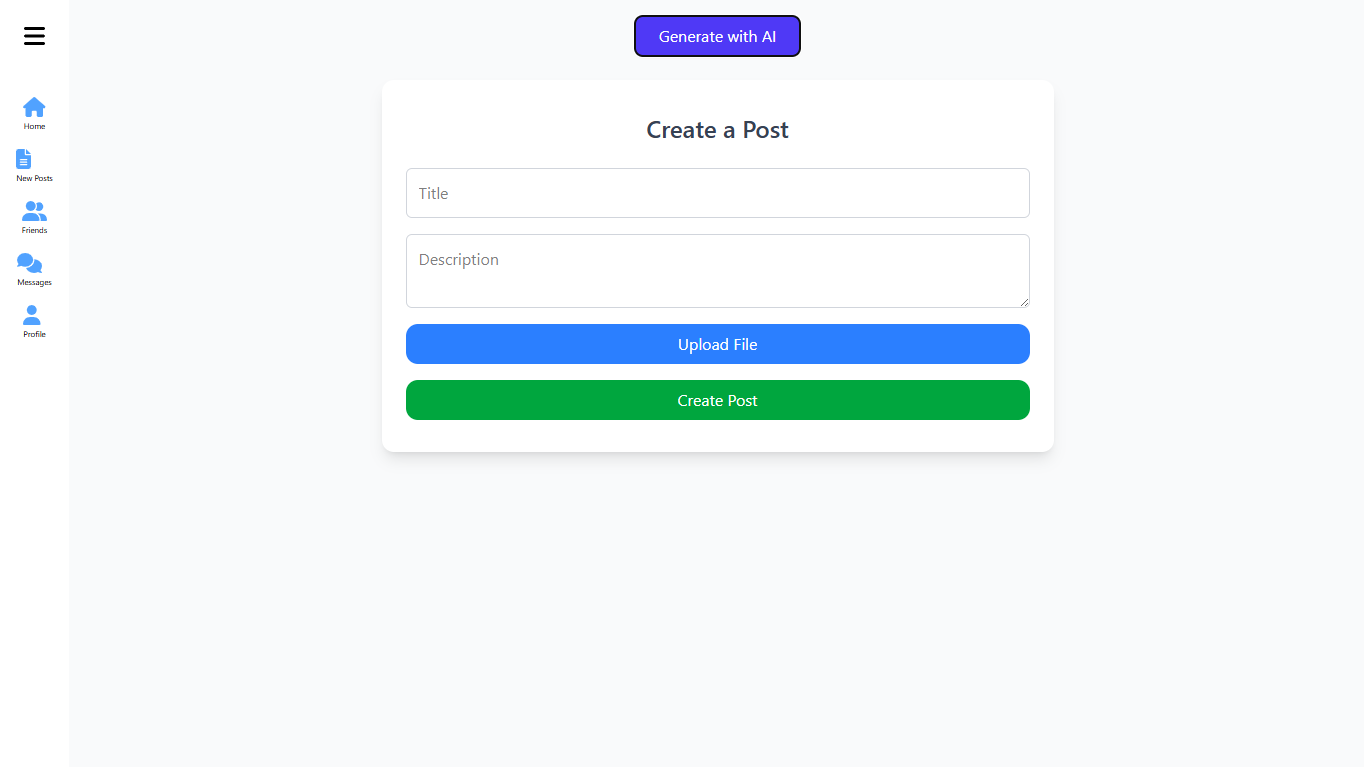 Generate with AI
Home
New Posts
Friends
Messages
Profile
Create a Post
Title
Description
Upload File
Create Post